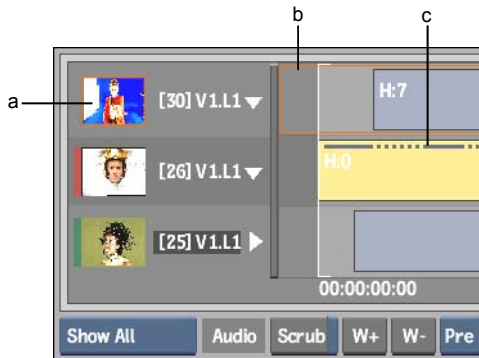 b c
a
[30] V1.L1
H:7
[26] V1.L1
H:0
[25] V1.L1
00:00:00:00
Show All Audio Scrub W+ W- Pre